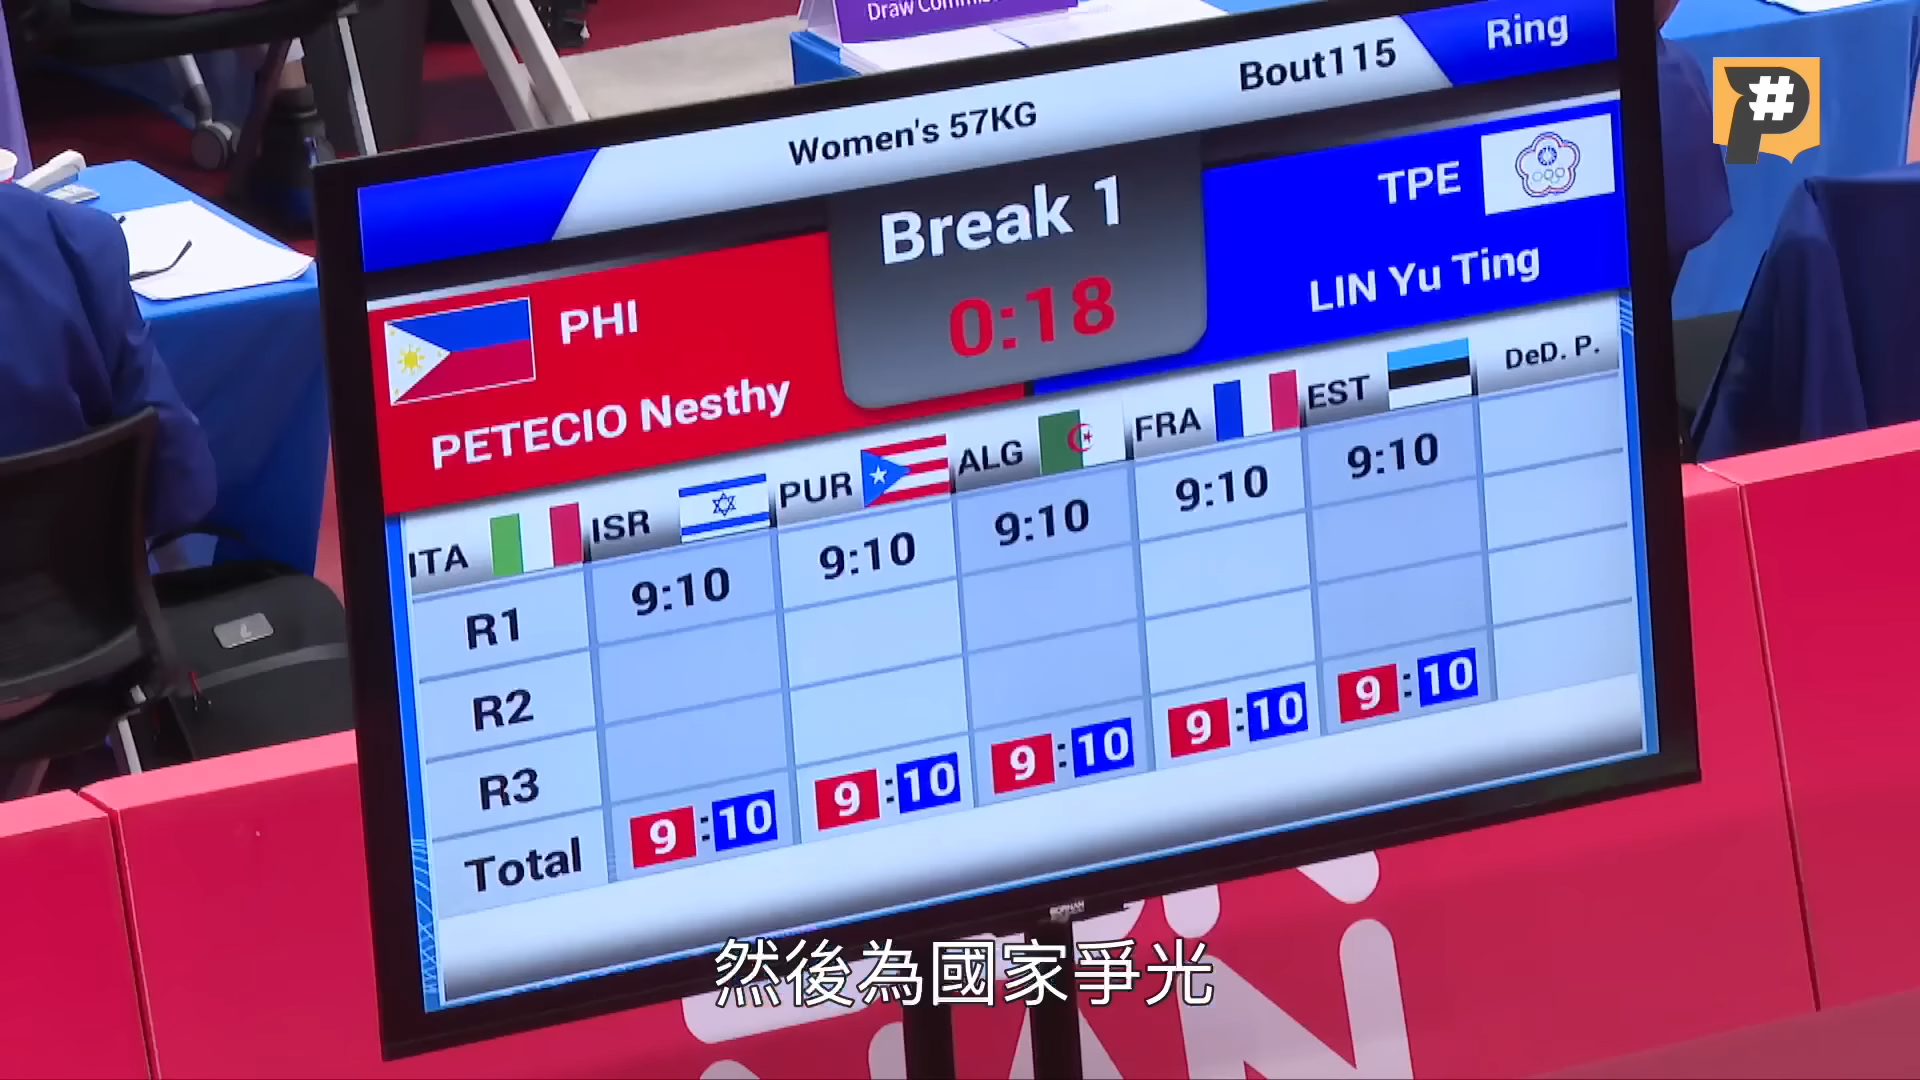 Draw Commis
Women's 57KG
Bout115
Ring
Break 1
0:18
PHI
PETECIO Nesthy
TPE
LIN Yu Ting
ITA ISR PUR ALG FRA EST DeD. P.
R1 9:10 9:10 9:10 9:10 9:10
R2
R3
Total 9:10 9:10 9:10 9:10 9:10
然後為國家爭光
P#